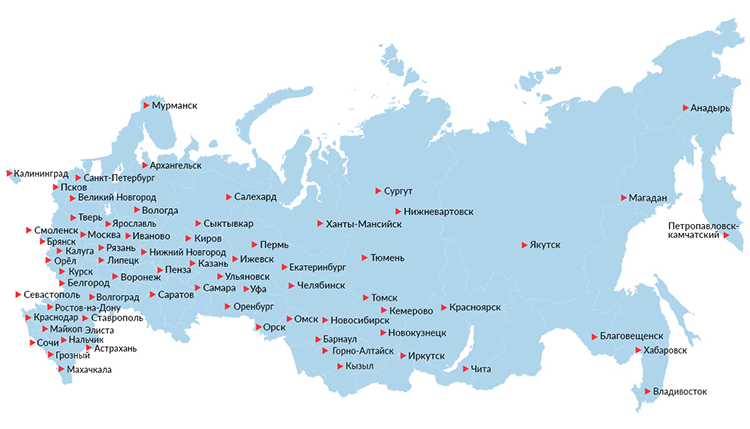 Мурманск
Анадырь
Архангельск
Калининград
Санкт-Петербург
Псков
Великий Новгород
Салехард
Сургут
Магадан
Вологда
Нижневартовск
Тверь
Ярославль
Сыктывкар
Ханты-Мансийск
Петропавловск-
камчатский
Смоленск
Москва
Иваново
Киров
Брянск
Рязань
Пермь
Якутск
Калуга
Нижний Новгород
Орёл
Липецк
Казань
Ижевск
Тюмень
Курск
Воронеж
Пенза
Ульяновск
Екатеринбург
Белгород
Самара
Уфа
Челябинск
Севастополь
Волгоград
Саратов
Томск
Ростов-на-Дону
Оренбург
Кемерово
Красноярск
Краснодар
Ставрополь
Омск
Новосибирск
Майкоп
Элиста
Орск
Новокузнецк
Сочи
Нальчик
Барнаул
Благовещенск
Астрахань
Горно-Алтайск
Хабаровск
Грозный
Иркутск
Махачкала
Кызыл
Чита
Владивосток